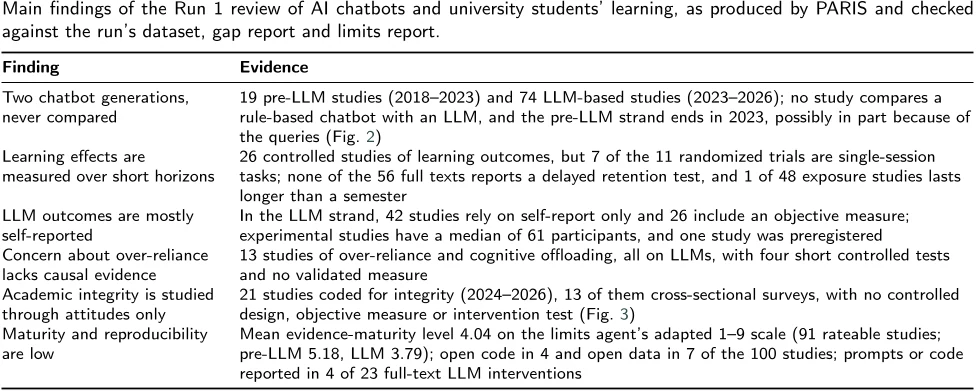 Main findings of the Run 1 review of AI chatbots and university students' learning, as produced by PARIS and checked
against the run's dataset, gap report and limits report.
Finding Evidence
Two chatbot generations, 19 pre-LLM studies (2018–2023) and 74 LLM-based studies (2023–2026); no study compares a
never compared rule-based chatbot with an LLM, and the pre-LLM strand ends in 2023, possibly in part because of
the queries (Fig. 2)
Learning effects are 26 controlled studies of learning outcomes, but 7 of the 11 randomized trials are single-session
measured over short horizons tasks; none of the 56 full texts reports a delayed retention test, and 1 of 48 exposure studies lasts
longer than a semester
LLM outcomes are mostly In the LLM strand, 42 studies rely on self-report only and 26 include an objective measure;
self-reported experimental studies have a median of 61 participants, and one study was preregistered
Concern about over-reliance 13 studies of over-reliance and cognitive offloading, all on LLMs, with four short controlled tests
lacks causal evidence and no validated measure
Academic integrity is studied 21 studies coded for integrity (2024–2026), 13 of them cross-sectional surveys, with no controlled
through attitudes only design, objective measure or intervention test (Fig. 3)
Maturity and reproducibility Mean evidence-maturity level 4.04 on the limits agent's adapted 1–9 scale (91 rateable studies;
are low pre-LLM 5.18, LLM 3.79); open code in 4 and open data in 7 of the 100 studies; prompts or code
reported in 4 of 23 full-text LLM interventions